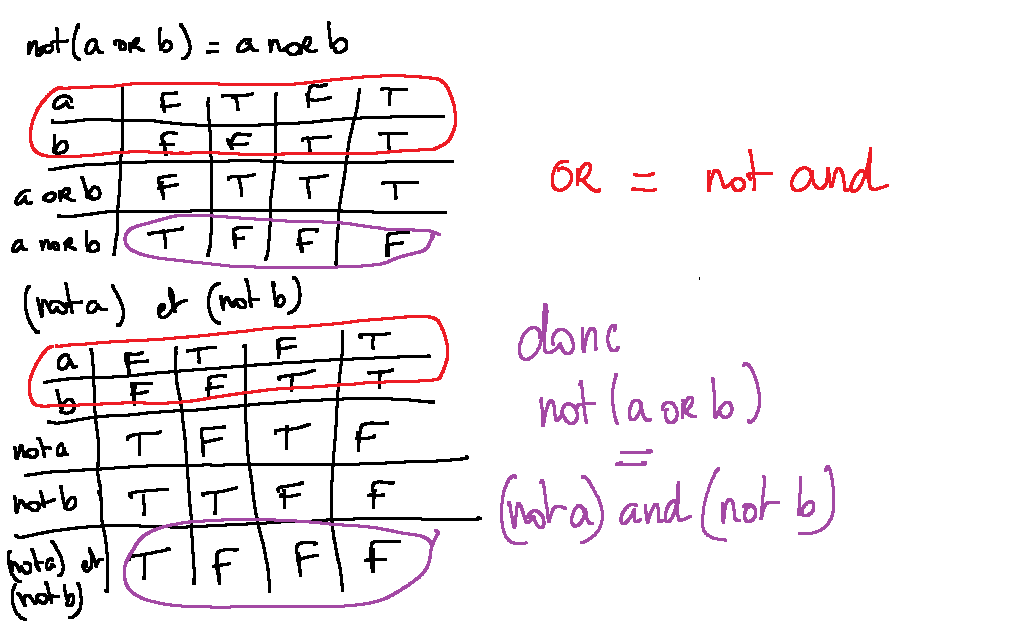 not(a OR b) = a nOR b
a F T F T
b F F T T
a OR b F T T T
a nOR b T F F F
(not a) et (not b)
a F T F T
b F F T T
not a T F T F
not b T T F F
(not a) et
(not b) T F F F
OR = not and
donc
not (a OR b)
=
(not a) and (not b)